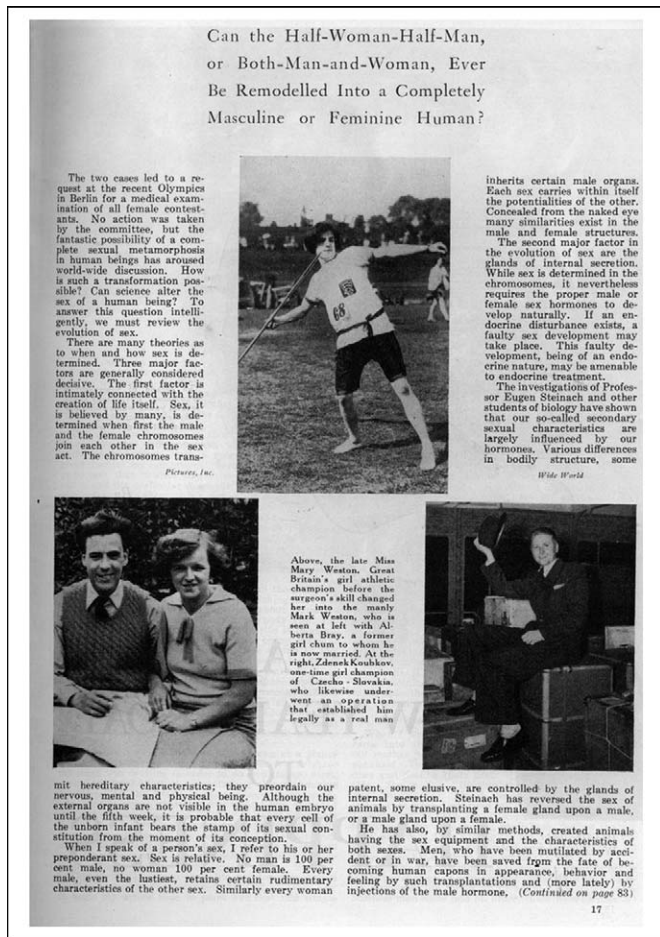 Can the Half-Woman-Half-Man,
or Both-Man-and-Woman, Ever
Be Remodelled Into a Completely
Masculine or Feminine Human?
The two cases led to a re-
quest at the recent Olympics
in Berlin for a medical exam-
ination of all female contest-
ants. No action was taken
by the committee, but the
fantastic possibility of a com-
plete sexual metamorphosis
in human beings has aroused
world-wide discussion. How
is such a transformation pos-
sible? Can science alter the
sex of a human being? To
answer this question intelli-
gently, we must review the
evolution of sex.
There are many theories as
to when and how sex is de-
termined. Three major fac-
tors are generally considered
decisive. The first factor is
intimately connected with the
creation of life itself. Sex, it
is believed by many, is de-
termined when first the male
and the female chromosomes
join each other in the sex
act. The chromosomes trans-
Pictures, Inc.
68
inherits certain male organs.
Each sex carries within itself
the potentialities of the other.
Concealed from the naked eye
many similarities exist in the
male and female structures.
The second major factor in
the evolution of sex are the
glands of internal secretion.
While sex is determined in the
chromosomes, it nevertheless
requires the proper male or
female sex hormones to de-
velop naturally. If an en-
docrine disturbance exists, a
faulty sex development may
take place. This faulty de-
velopment, being of an endo-
crine nature, may be amenable
to endocrine treatment.
The investigations of Profes-
sor Eugen Steinach and other
students of biology have shown
that our so-called secondary
sexual characteristics are
largely influenced by our
hormones. Various differences
in bodily structure, some
Wide World
Above, the late Miss
Mary Weston, Great
Britain's girl athletic
champion before the
surgeon's skill changed
her into the manly
Mark Weston, who is
seen at left with Al-
berta Bray, a former
girl chum to whom he
is now married. At the
right, Zdenek Koubkov,
one-time girl champion
of Czecho-Slovakia,
who likewise under-
went an operation
that established him
legally as a real man
mit hereditary characteristics; they preordain our
nervous, mental and physical being. Although the
external organs are not visible in the human embryo
until the fifth week, it is probable that every cell of
the unborn infant bears the stamp of its sexual con-
stitution from the moment of its conception.
When I speak of a person's sex, I refer to his or her
preponderant sex. Sex is relative. No man is 100 per
cent male, no woman 100 per cent female. Every
male, even the lustiest, retains certain rudimentary
characteristics of the other sex. Similarly every woman
patent, some elusive, are controlled by the glands of
internal secretion. Steinach has reversed the sex of
animals by transplanting a female gland upon a male,
or a male gland upon a female.
He has also, by similar methods, created animals
having the sex equipment and the characteristics of
both sexes. Men, who have been mutilated by acci-
dent or in war, have been saved from the fate of be-
coming human capons in appearance, behavior and
feeling by such transplantations and (more lately) by
injections of the male hormone, (Continued on page 83)
17